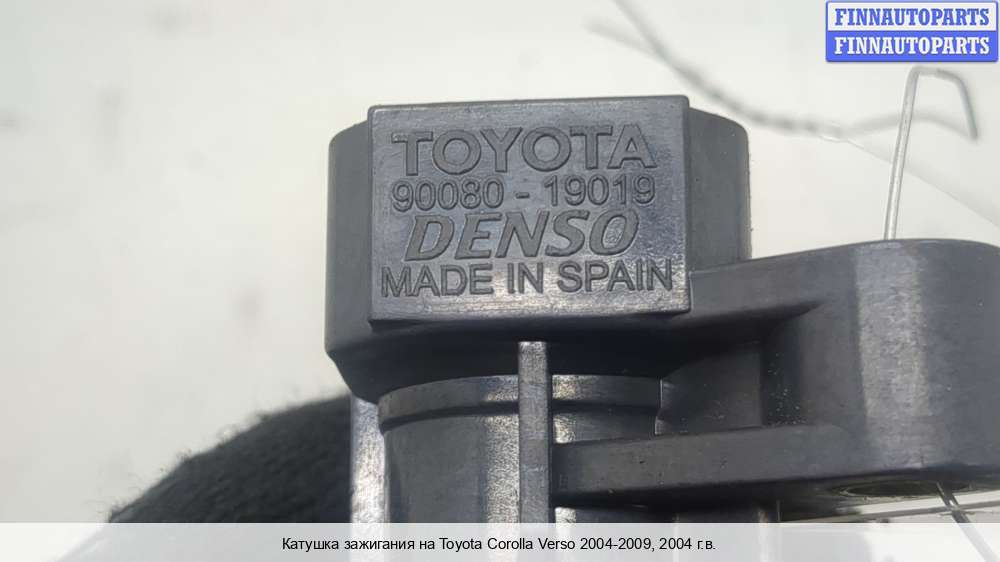 FINNAUTOPARTS
FINNAUTOPARTS
TOYOTA
90080-19019
DENSO
MADE IN SPAIN
Катушка зажигания на Toyota Corolla Verso 2004-2009, 2004 г.в.